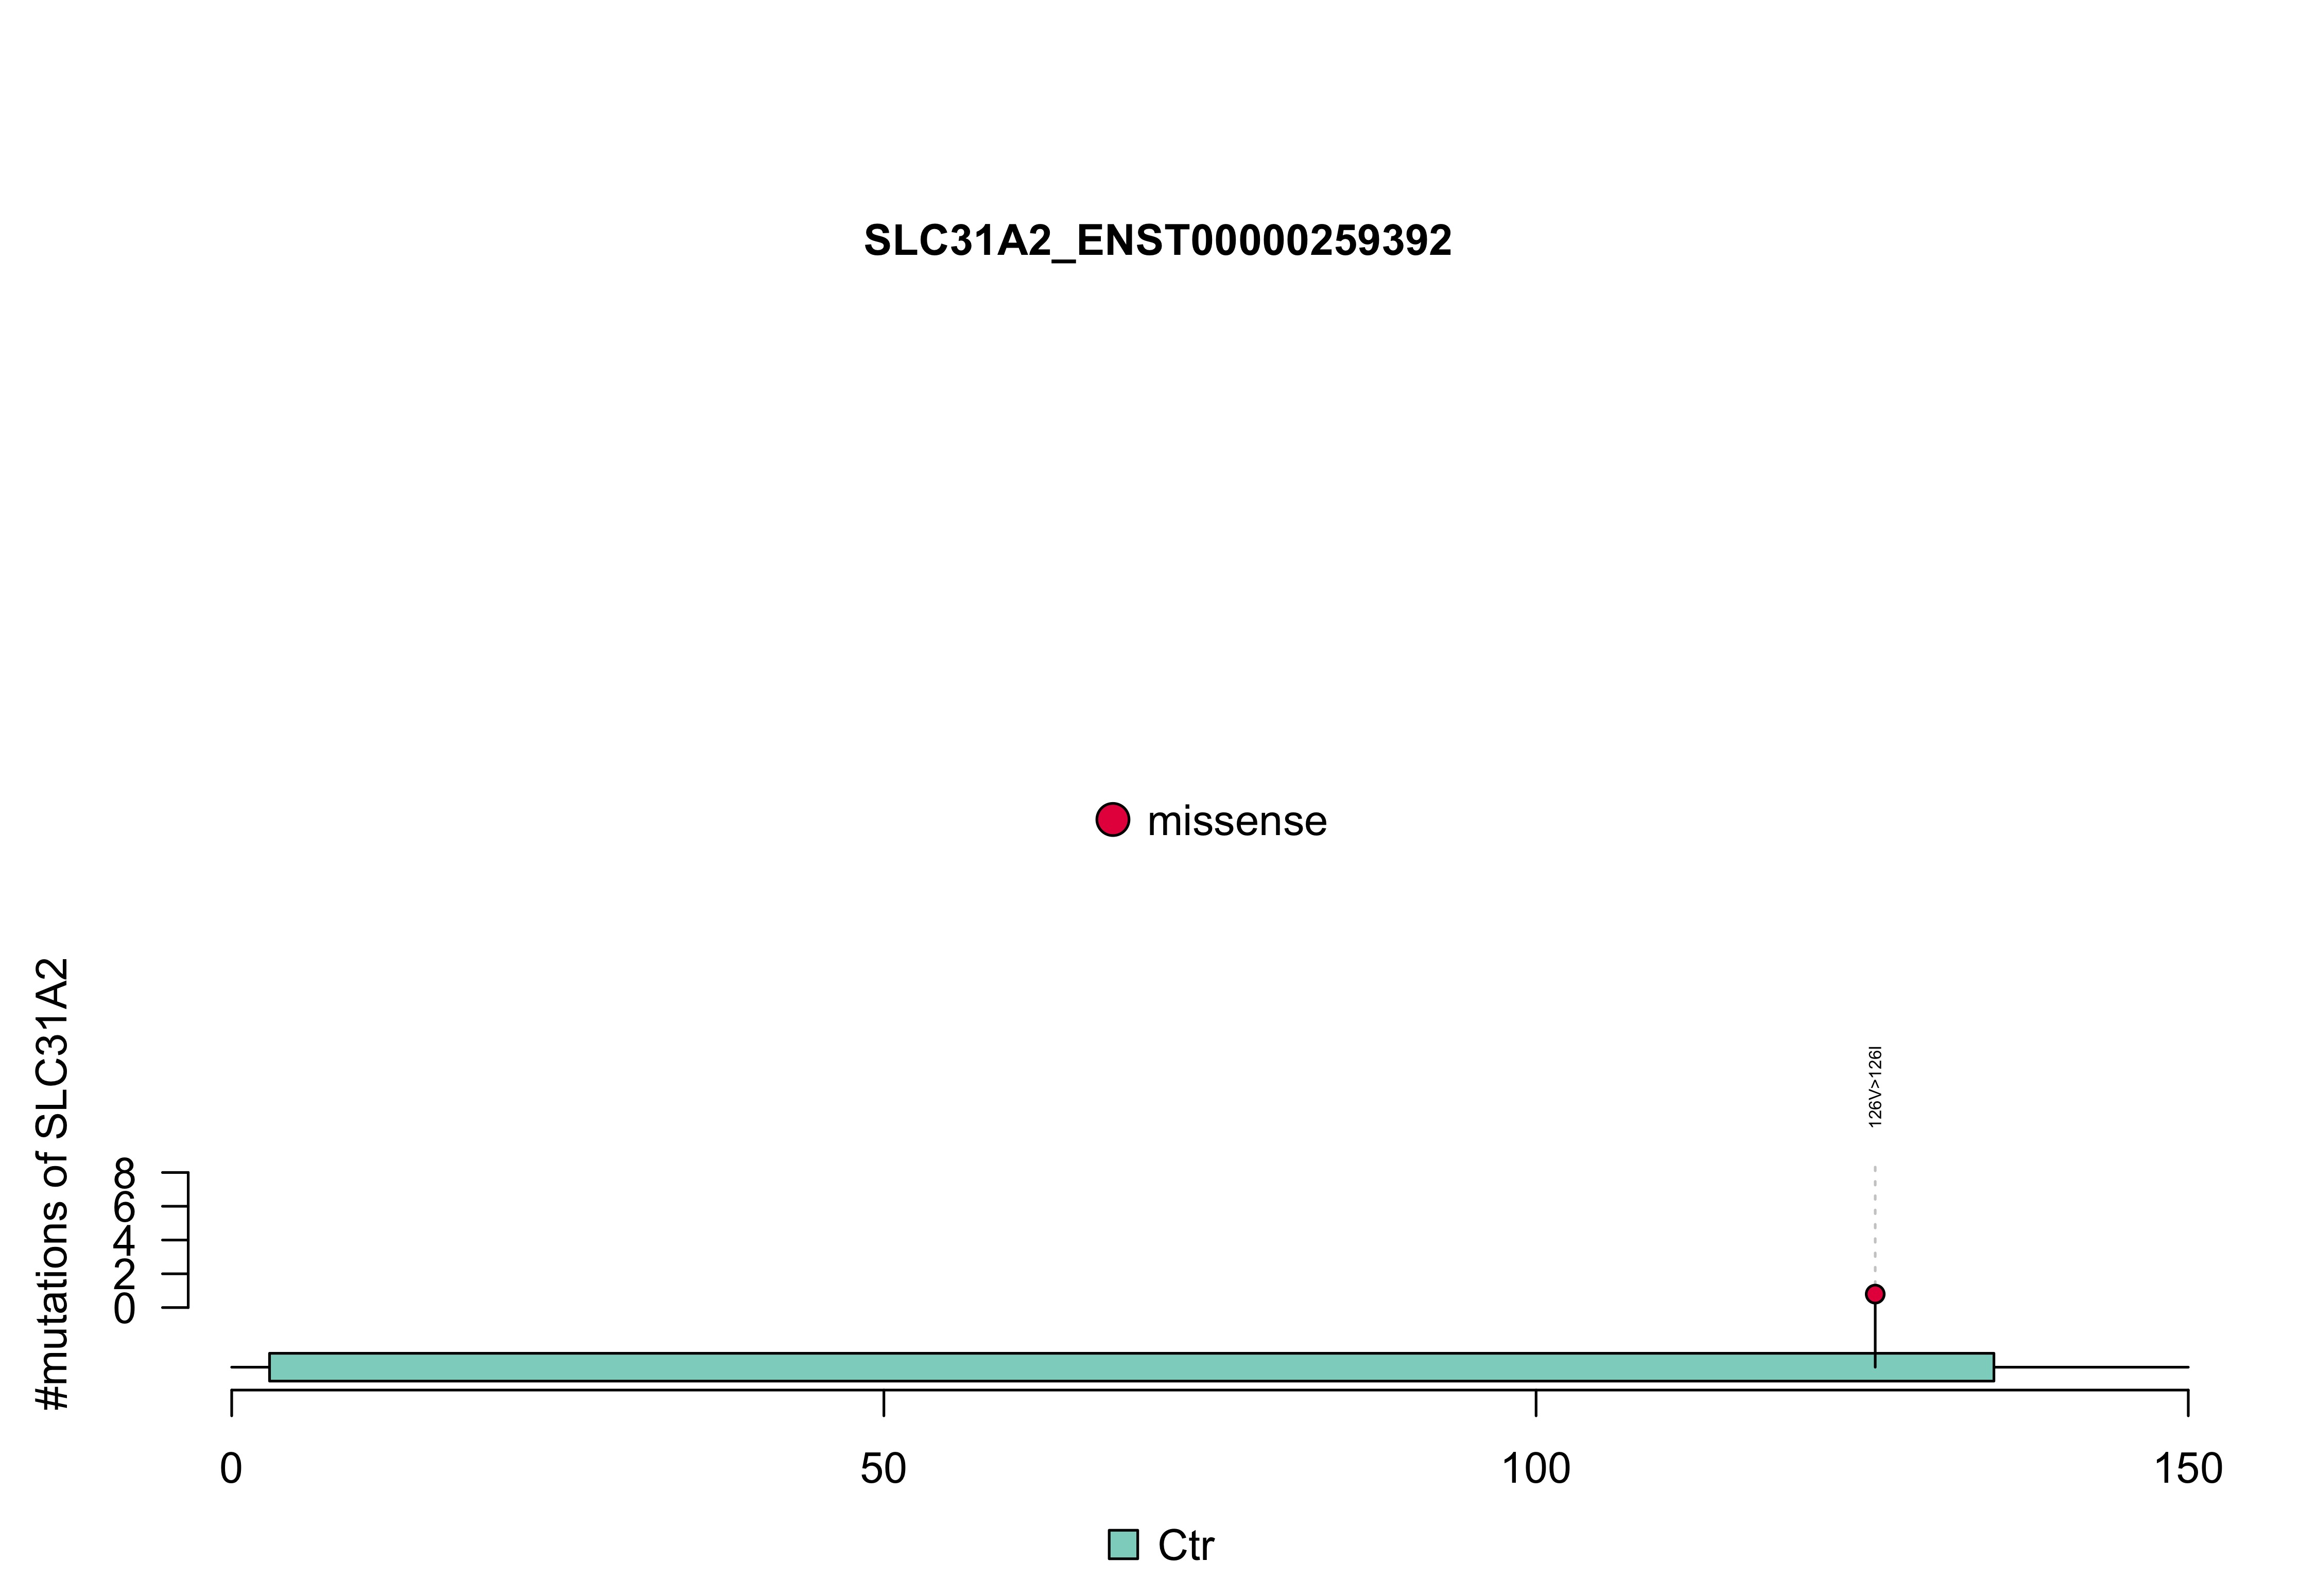 SLC31A2_ENST00000259392
missense
#mutations of SLC31A2
126V>126I
8
6
4
2
0
0
50
100
150
Ctr